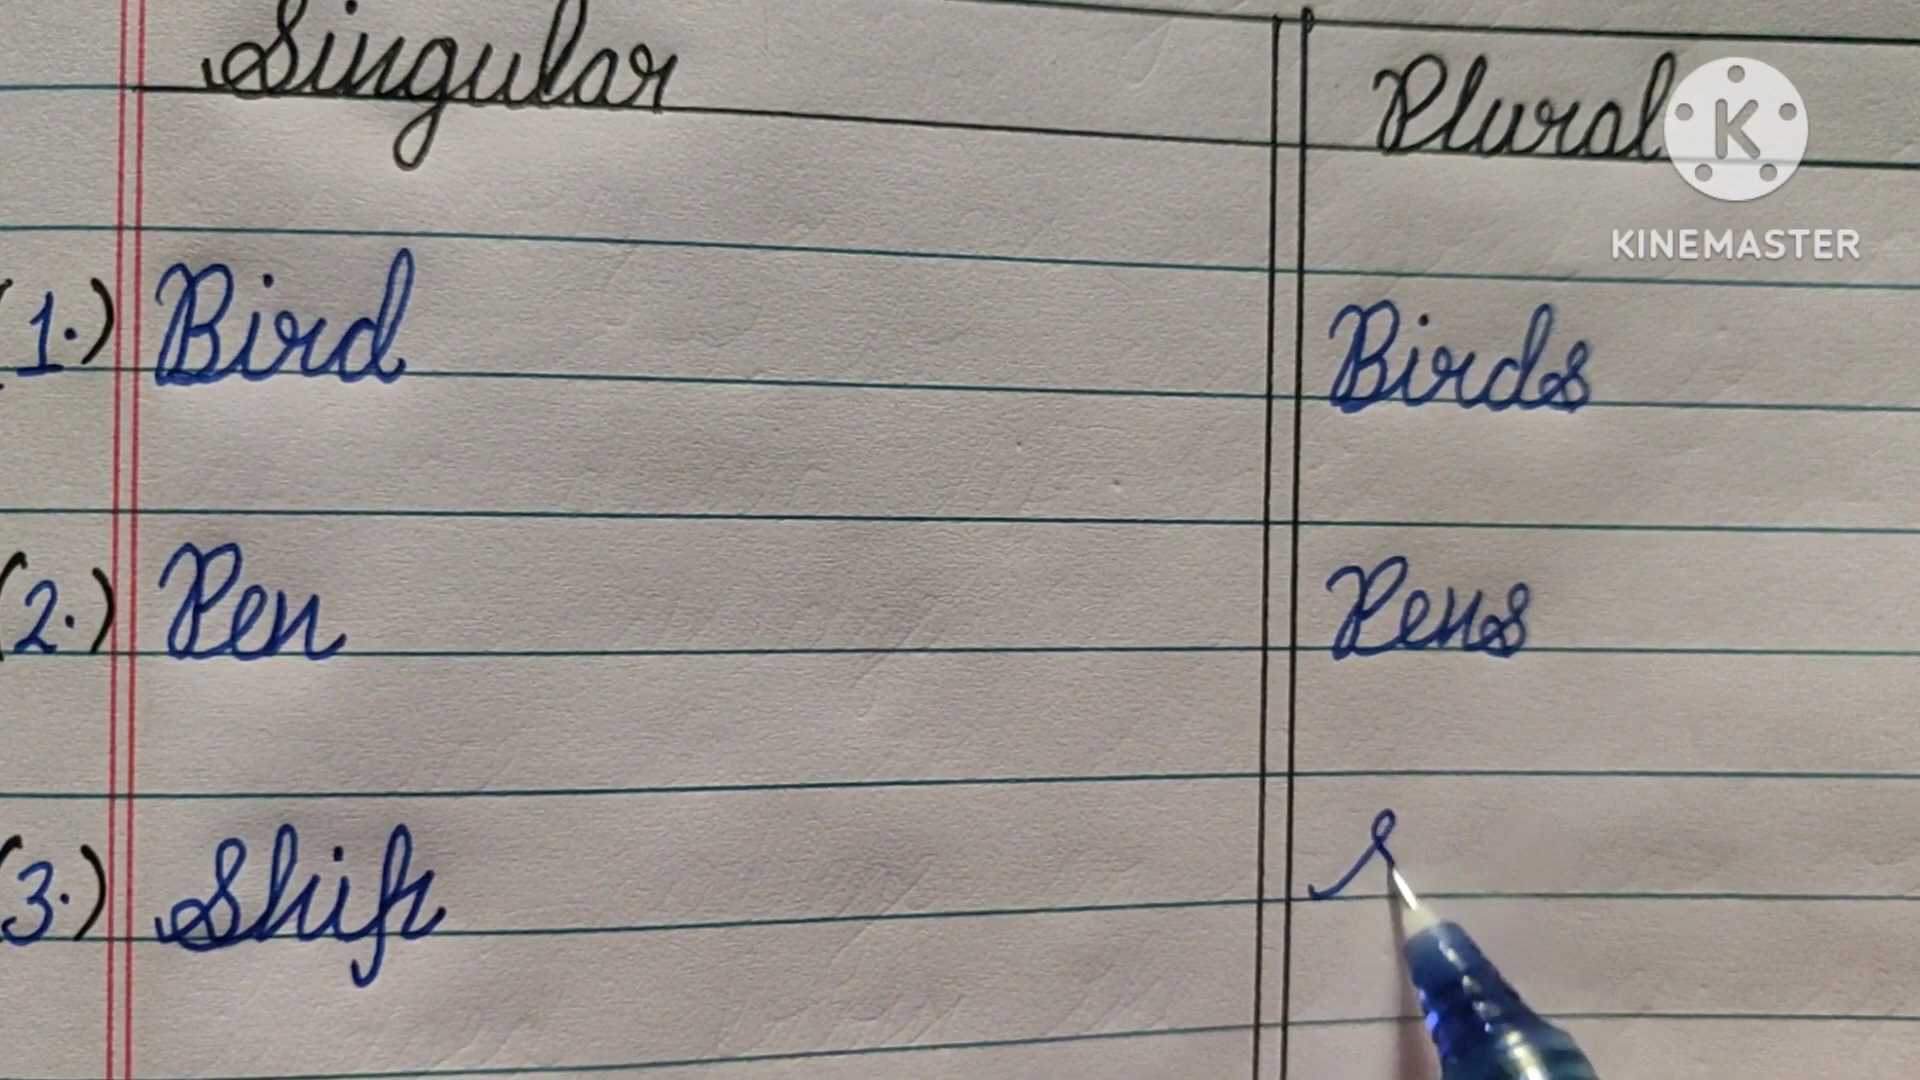 Singular Plural
KINEMASTER
(1.) Bird Birds
(2.) Pen Pens
(3.) Ship S